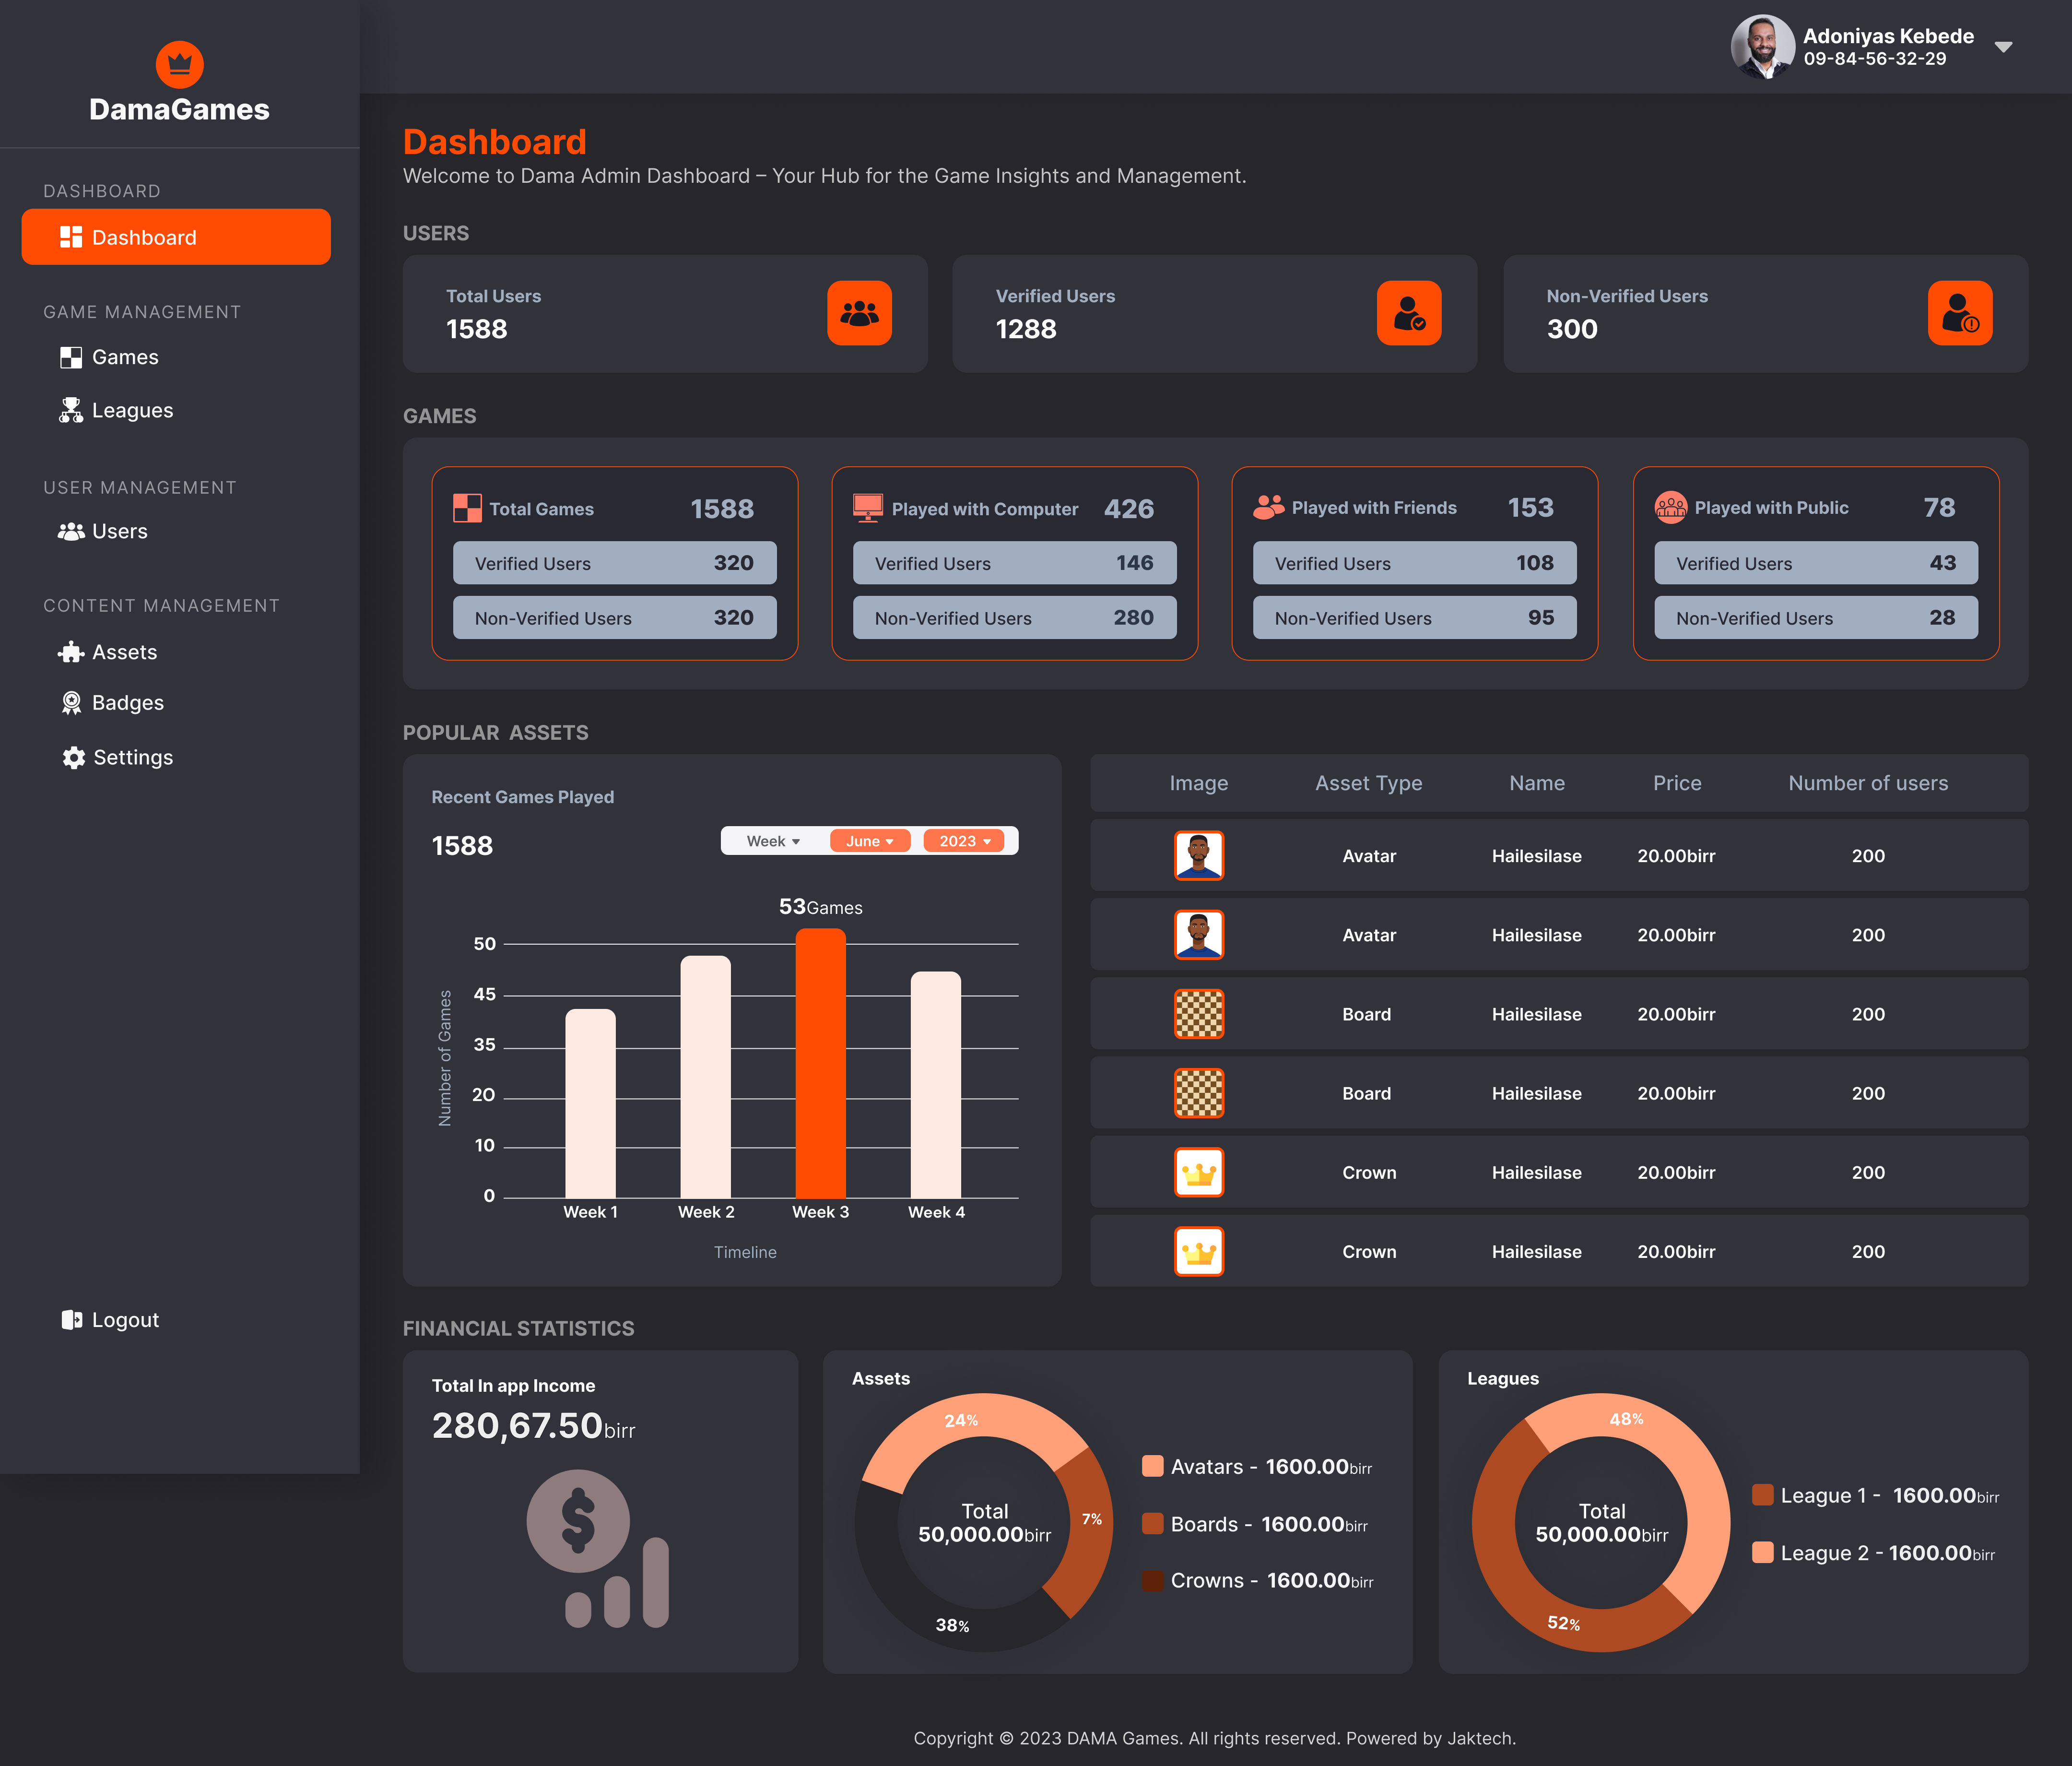 DamaGames
DASHBOARD
Dashboard
GAME MANAGEMENT
Games
Leagues
USER MANAGEMENT
Users
CONTENT MANAGEMENT
Assets
Badges
Settings
Logout
Adoniyas Kebede
09-84-56-32-29
Dashboard
Welcome to Dama Admin Dashboard – Your Hub for the Game Insights and Management.
USERS
Total Users
1588
Verified Users
1288
Non-Verified Users
300
GAMES
Total Games 1588
Verified Users 320
Non-Verified Users 320
Played with Computer 426
Verified Users 146
Non-Verified Users 280
Played with Friends 153
Verified Users 108
Non-Verified Users 95
Played with Public 78
Verified Users 43
Non-Verified Users 28
POPULAR ASSETS
Recent Games Played
1588
Week June 2023
53Games
Number of Games
50
45
35
20
10
0
Week 1 Week 2 Week 3 Week 4
Timeline
Image Asset Type Name Price Number of users
Avatar Hailesilase 20.00birr 200
Avatar Hailesilase 20.00birr 200
Board Hailesilase 20.00birr 200
Board Hailesilase 20.00birr 200
Crown Hailesilase 20.00birr 200
Crown Hailesilase 20.00birr 200
FINANCIAL STATISTICS
Total In app Income
280,67.50birr
$
Assets
24%
7%
38%
Total
50,000.00birr
Avatars - 1600.00birr
Boards - 1600.00birr
Crowns - 1600.00birr
Leagues
48%
52%
Total
50,000.00birr
League 1 - 1600.00birr
League 2 - 1600.00birr
Copyright © 2023 DAMA Games. All rights reserved. Powered by Jaktech.